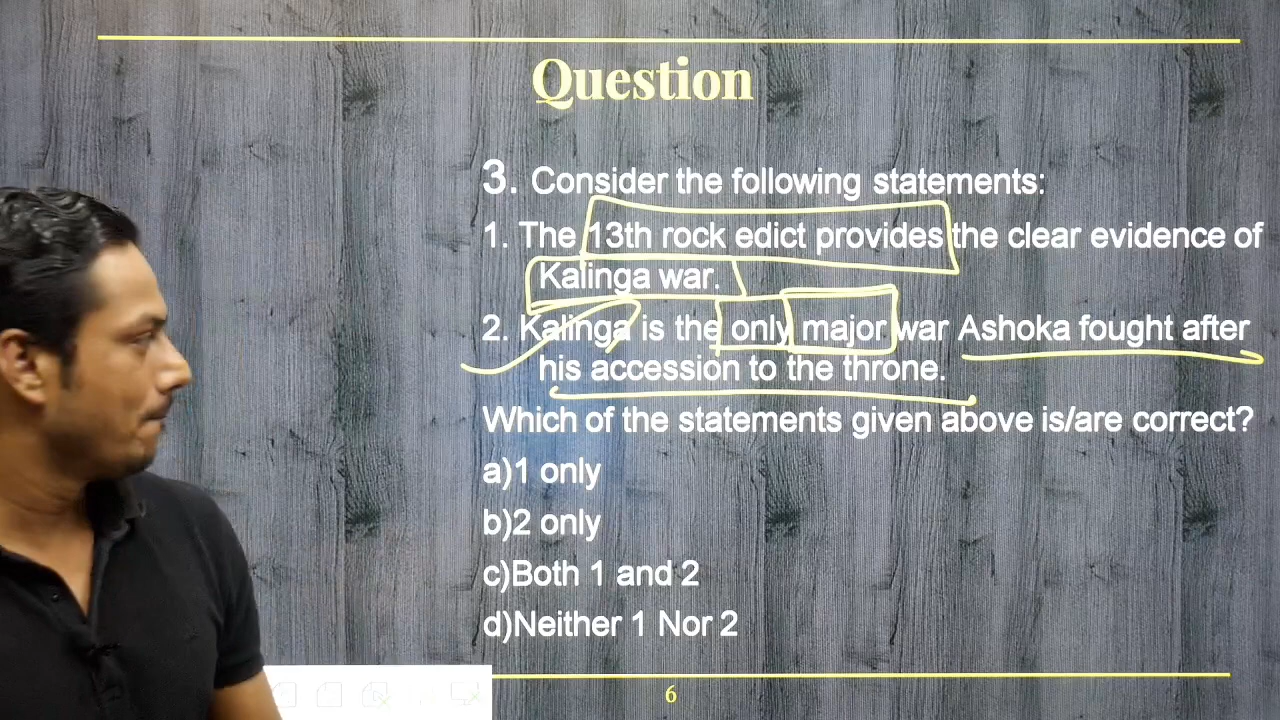 Question
3. Consider the following statements:
1. The 13th rock edict provides the clear evidence of
Kalinga war.
2. Kalinga is the only major war Ashoka fought after
his accession to the throne.
Which of the statements given above is/are correct?
a)1 only
b)2 only
c)Both 1 and 2
d)Neither 1 Nor 2
6